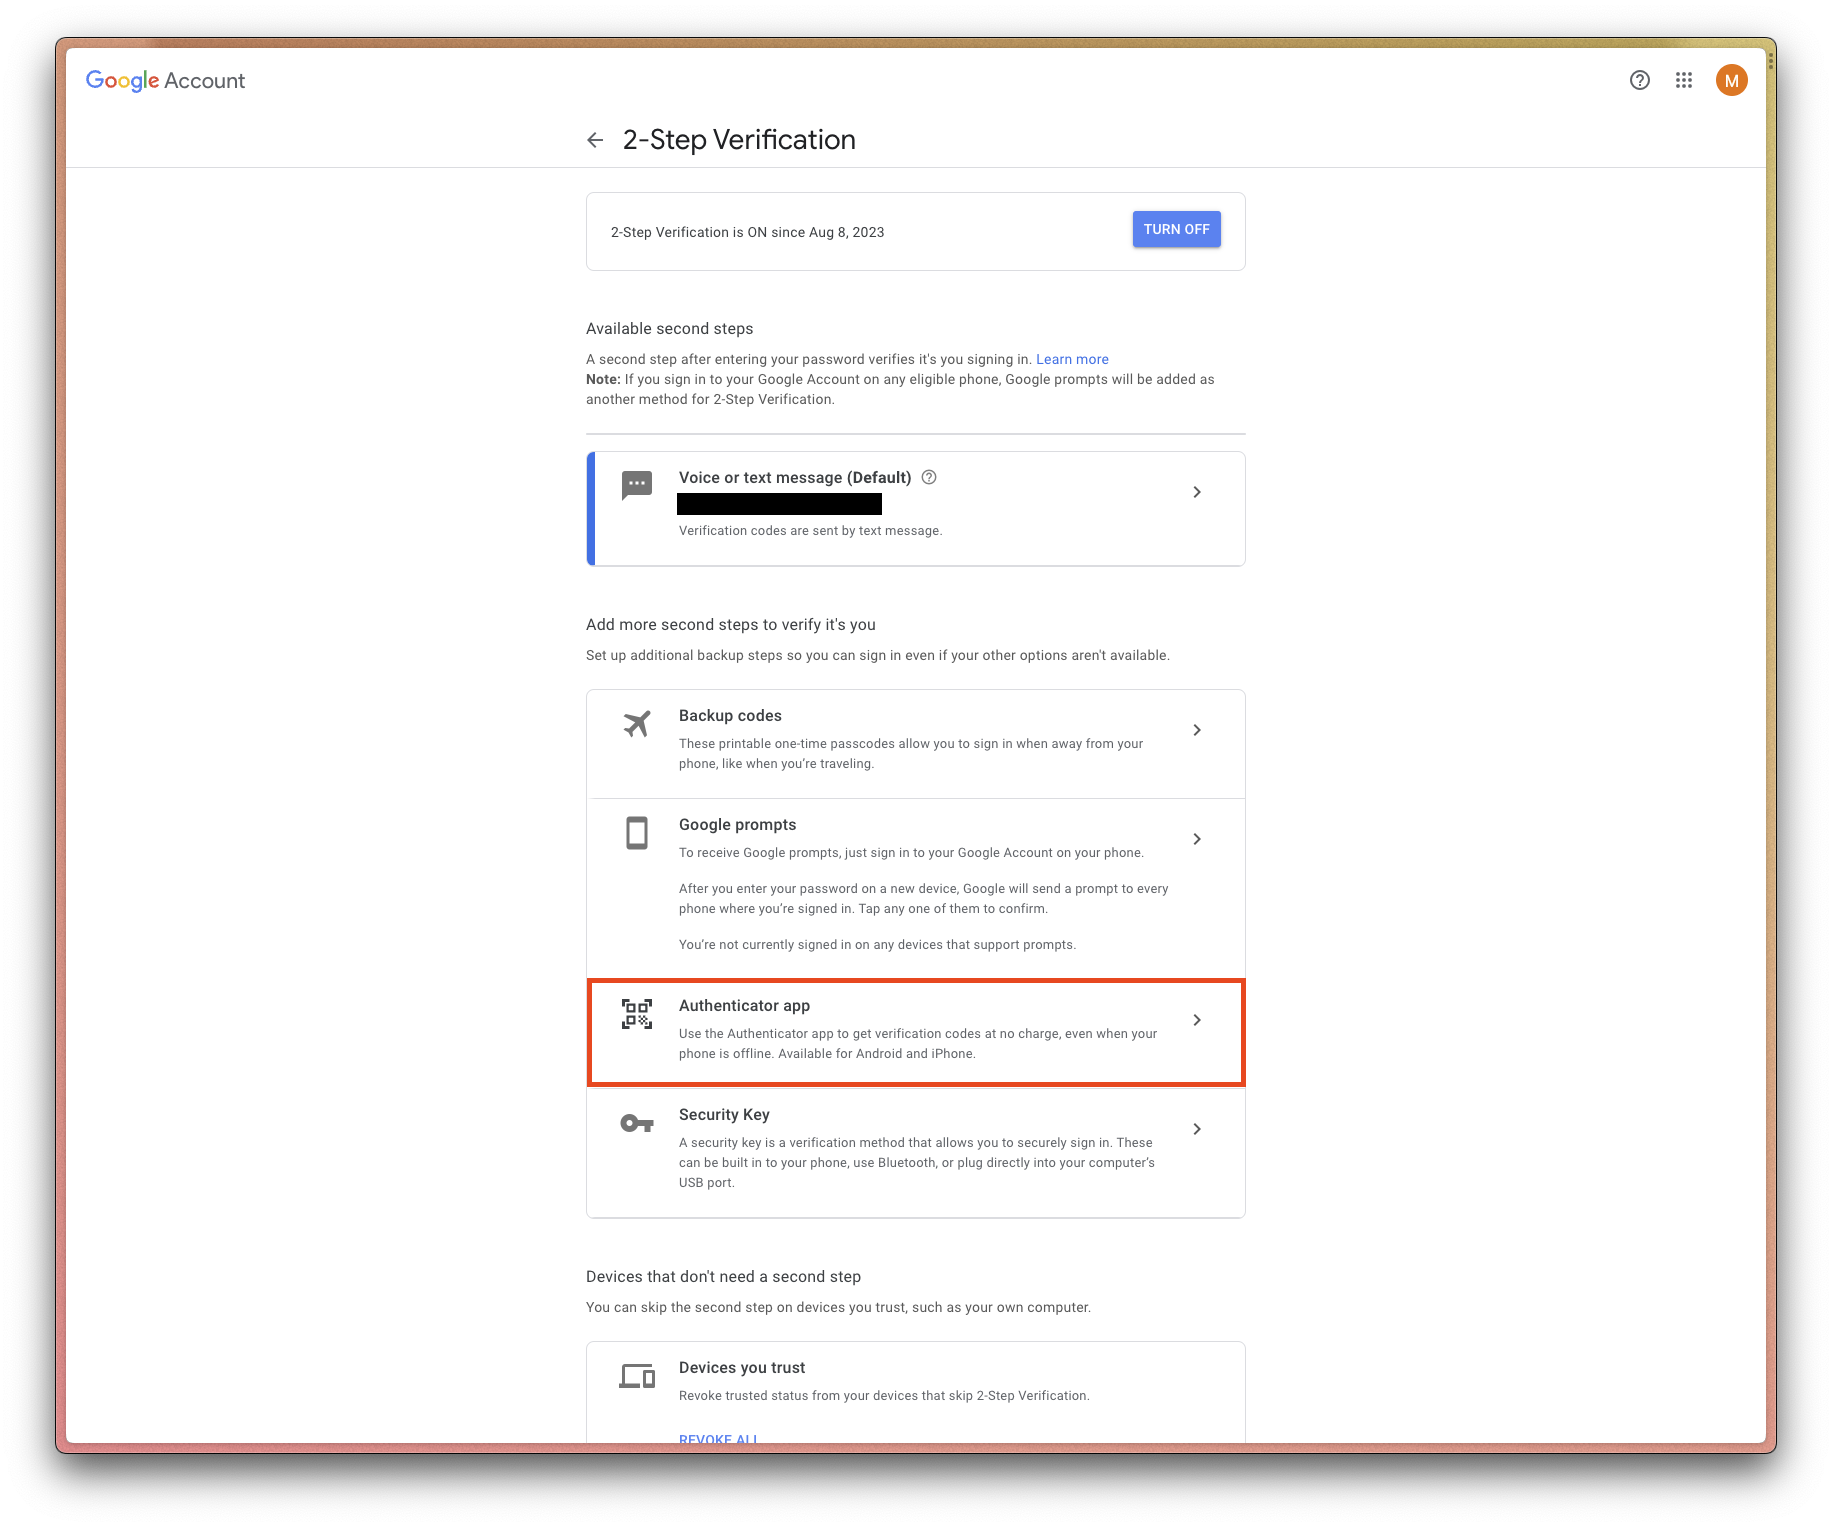 Google Account
M
2-Step Verification
2-Step Verification is ON since Aug 8, 2023
TURN OFF
Available second steps
A second step after entering your password verifies it's you signing in. Learn more
Note: If you sign in to your Google Account on any eligible phone, Google prompts will be added as
another method for 2-Step Verification.
Voice or text message (Default)
Verification codes are sent by text message.
Add more second steps to verify it's you
Set up additional backup steps so you can sign in even if your other options aren't available.
Backup codes
These printable one-time passcodes allow you to sign in when away from your
phone, like when you’re traveling.
Google prompts
To receive Google prompts, just sign in to your Google Account on your phone.
After you enter your password on a new device, Google will send a prompt to every
phone where you’re signed in. Tap any one of them to confirm.
You’re not currently signed in on any devices that support prompts.
Authenticator app
Use the Authenticator app to get verification codes at no charge, even when your
phone is offline. Available for Android and iPhone.
Security Key
A security key is a verification method that allows you to securely sign in. These
can be built in to your phone, use Bluetooth, or plug directly into your computer’s
USB port.
Devices that don't need a second step
You can skip the second step on devices you trust, such as your own computer.
Devices you trust
Revoke trusted status from your devices that skip 2-Step Verification.
REVOKE ALL